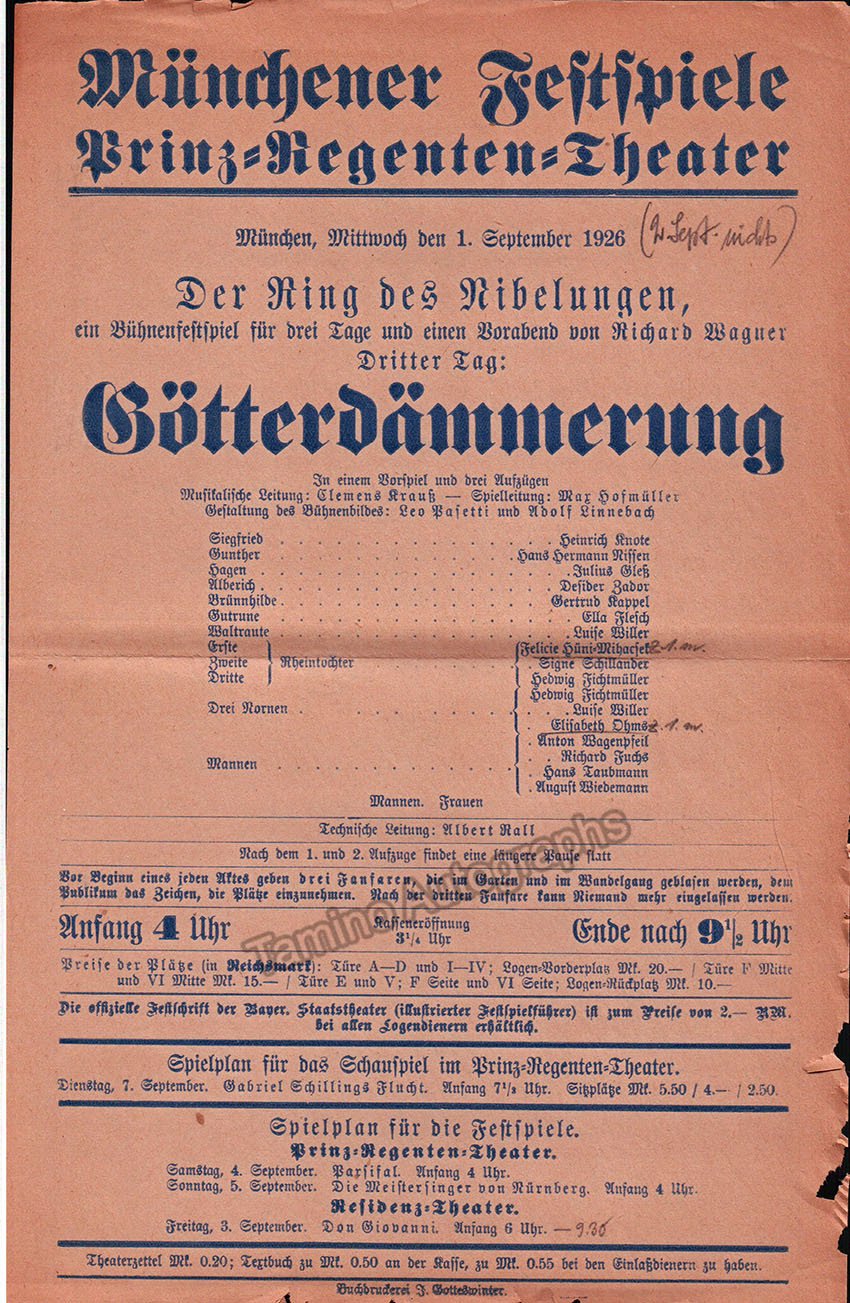 Münchener Festspiele
Prinz=Regenten=Theater
München, Mittwoch den 1. September 1926 (2. Sept. nichts)
Der Ring des Nibelungen,
ein Bühnenfestspiel für drei Tage und einen Vorabend von Richard Wagner
Dritter Tag:
Götterdämmerung
In einem Vorspiel und drei Aufzügen
Musikalische Leitung: Clemens Krauß — Spielleitung: Max Hofmüller
Gestaltung des Bühnenbildes: Leo Pasetti und Adolf Linnebach
Siegfried . . . Heinrich Knote
Gunther . . . Hans Hermann Nissen
Hagen . . . Julius Gleß
Alberich . . . Desider Zador
Brünnhilde . . . Gertrud Kappel
Gutrune . . . Ella Flesch
Waltraute . . . Luise Willer
Erste } Felicie Hüni-Mihacsek z. 1. m.
Zweite } Rheintochter . . . Signe Schillander
Dritte } Hedwig Fichtmüller
Hedwig Fichtmüller
Drei Nornen . . . Luise Willer
Elisabeth Ohms z. 1. m.
Anton Wagenpfeil
Richard Fuchs
Mannen . . . Hans Taubmann
August Wiedemann
Mannen. Frauen
Technische Leitung: Albert Rall
Nach dem 1. und 2. Aufzuge findet eine längere Pause statt
Vor Beginn eines jeden Aktes geben drei Fanfaren, die im Garten und im Wandelgang geblasen werden, dem
Publikum das Zeichen, die Plätze einzunehmen. Nach der dritten Fanfare kann Niemand mehr eingelassen werden.
Anfang 4 Uhr Kasseneröffnung 3¼ Uhr Ende nach 9½ Uhr
Preise der Plätze (in Reichsmark): Türe A—D und I—IV; Logen-Vorderplatz Mk. 20.— / Türe F Mitte
und VI Mitte Mk. 15.— / Türe E und V; F Seite und VI Seite; Logen-Rückplatz Mk. 10.—
Die offizielle Festschrift der Bayer. Staatstheater (illustrierter Festspielführer) ist zum Preise von 2.— RM.
bei allen Logendienern erhältlich.
Spielplan für das Schauspiel im Prinz-Regenten-Theater.
Dienstag, 7. September. Gabriel Schillings Flucht. Anfang 7½ Uhr. Sitzplätze Mk. 5.50 / 4.— / 2.50.
Spielplan für die Festspiele.
Prinz=Regenten=Theater.
Samstag, 4. September. Parsifal. Anfang 4 Uhr.
Sonntag, 5. September. Die Meistersinger von Nürnberg. Anfang 4 Uhr.
Residenz=Theater.
Freitag, 3. September. Don Giovanni. Anfang 6 Uhr. — 9.30
Theaterzettel Mk. 0.20; Textbuch zu Mk. 0.50 an der Kasse, zu Mk. 0.55 bei den Einlaßdienern zu haben.
Buchdruckerei J. Gotteswinter.
Tamino Autographs